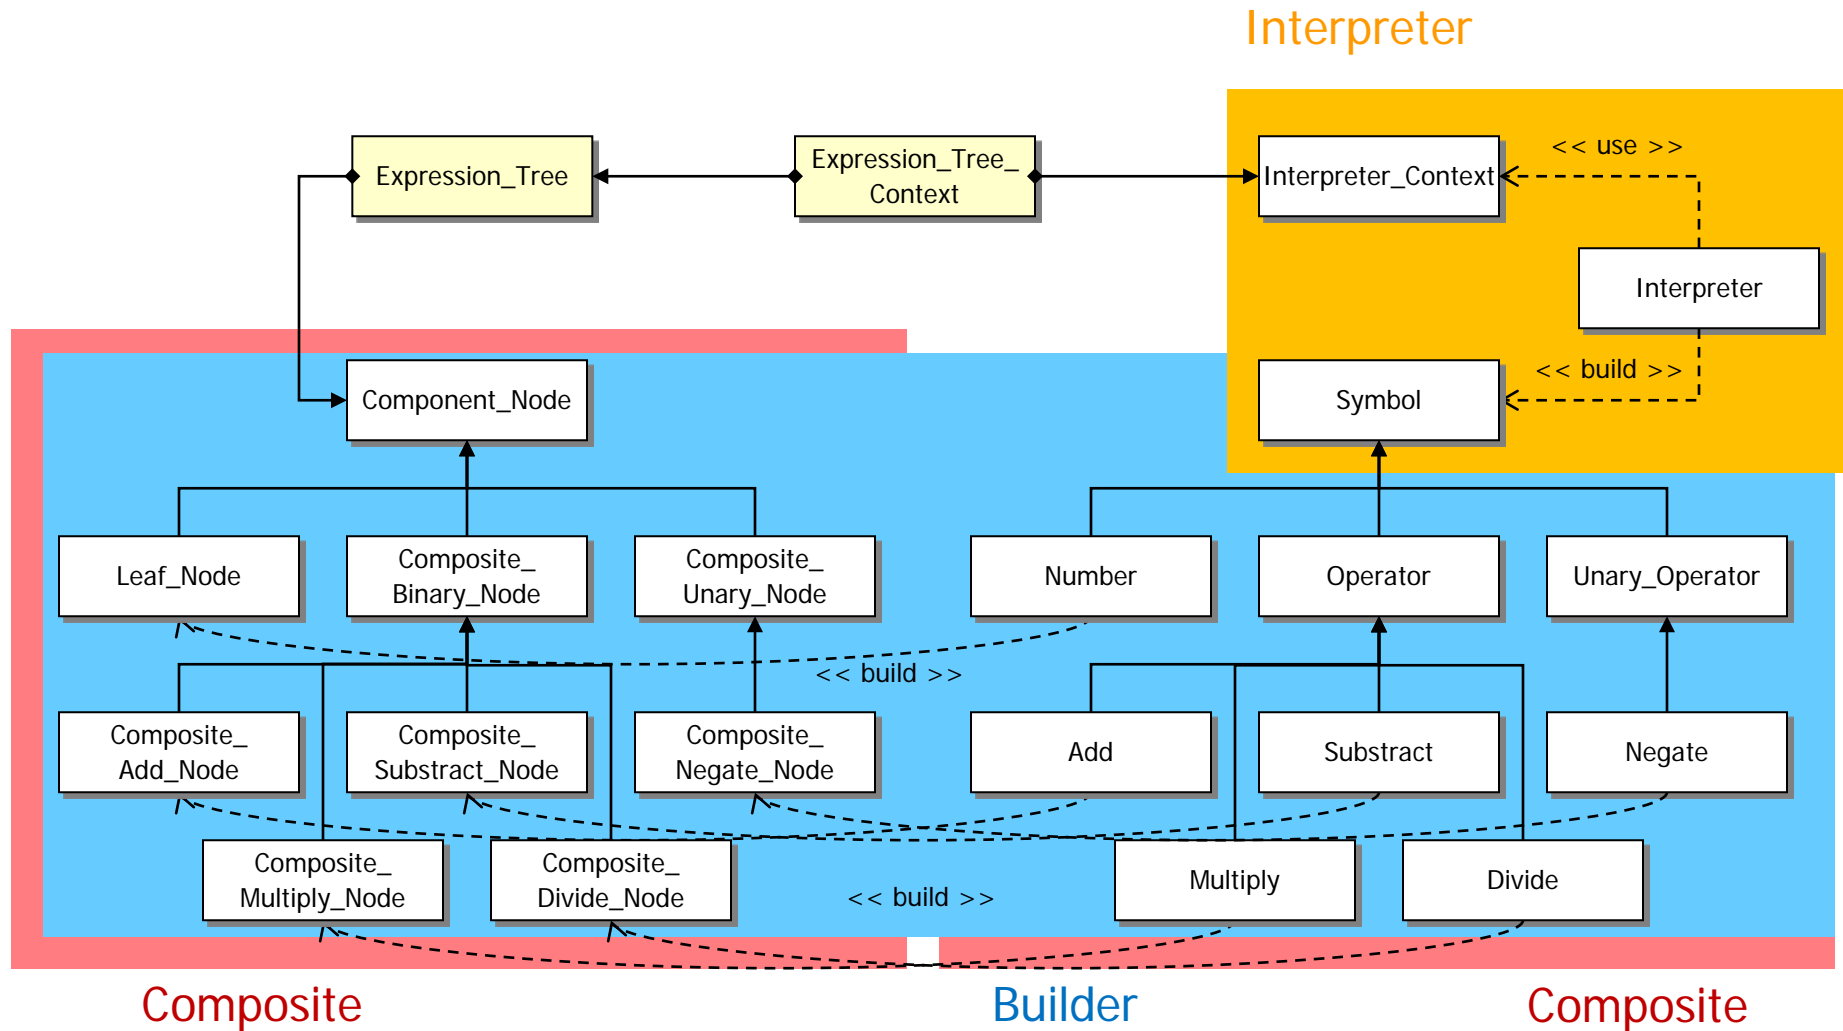 Interpreter
Expression_Tree
Expression_Tree_
Context
Interpreter_Context
<< use >>
Interpreter
Component_Node
Symbol
<< build >>
Leaf_Node
Composite_
Binary_Node
Composite_
Unary_Node
Number
Operator
Unary_Operator
<< build >>
Composite_
Add_Node
Composite_
Substract_Node
Composite_
Negate_Node
Add
Substract
Negate
Composite_
Multiply_Node
Composite_
Divide_Node
<< build >>
Multiply
Divide
Composite
Builder
Composite